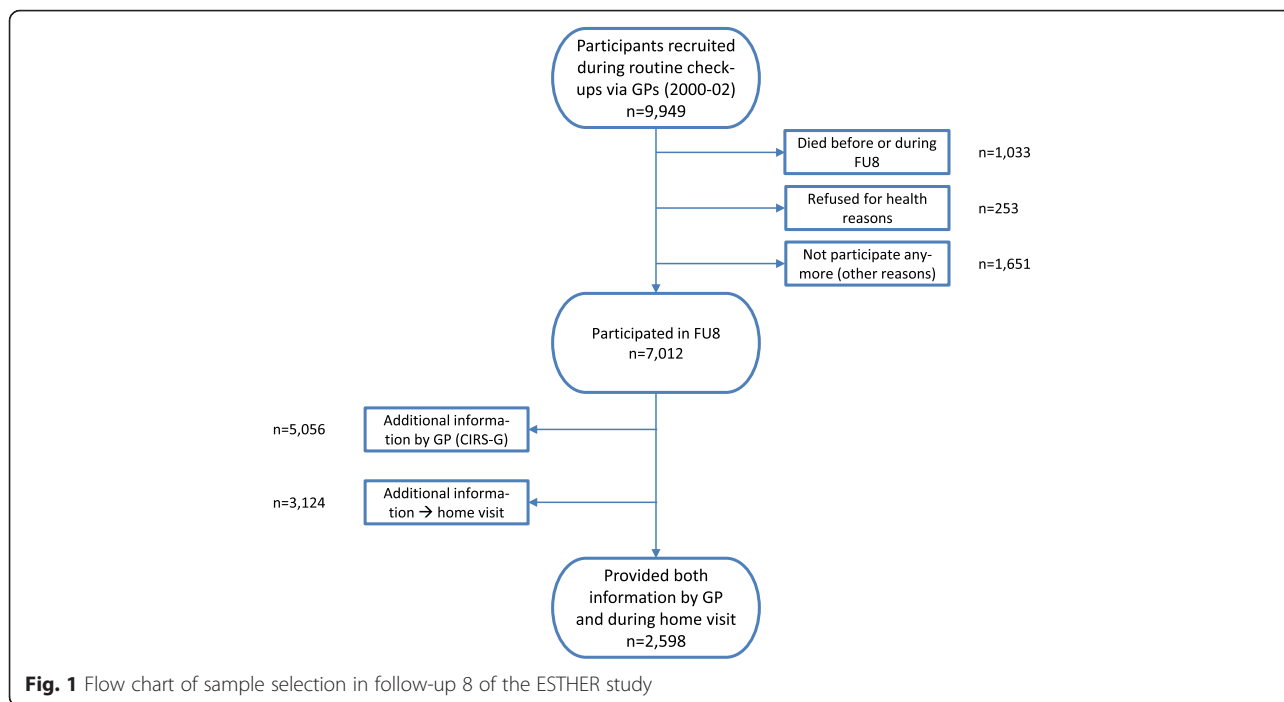 Participants recruited
during routine check-
ups via GPs (2000-02)
n=9,949
Died before or during
FU8
n=1,033
Refused for health
reasons
n=253
Not participate any-
more (other reasons)
n=1,651
Participated in FU8
n=7,012
n=5,056
Additional informa-
tion by GP (CIRS-G)
n=3,124
Additional informa-
tion → home visit
Provided both
information by GP
and during home visit
n=2,598
Fig. 1 Flow chart of sample selection in follow-up 8 of the ESTHER study